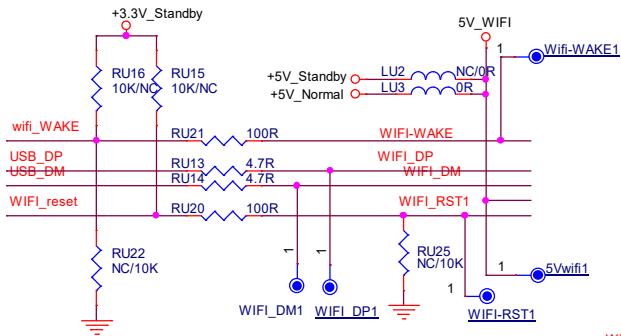 +3.3V_Standby
5V_WIFI
1
Wifi-WAKE1
RU16
10K/NC
RU15
10K/NC
+5V_Standby
LU2
NC/0R
+5V_Normal
LU3
0R
wifi_WAKE
RU21
100R
WIFI-WAKE
USB_DP
RU13
4.7R
WIFI_DP
USB_DM
RU14
4.7R
WIFI_DM
WIFI_reset
RU20
100R
WIFI_RST1
RU22
NC/10K
1
1
RU25
NC/10K
1
5Vwifi1
1
WIFI_DM1
WIFI_DP1
WIFI-RST1